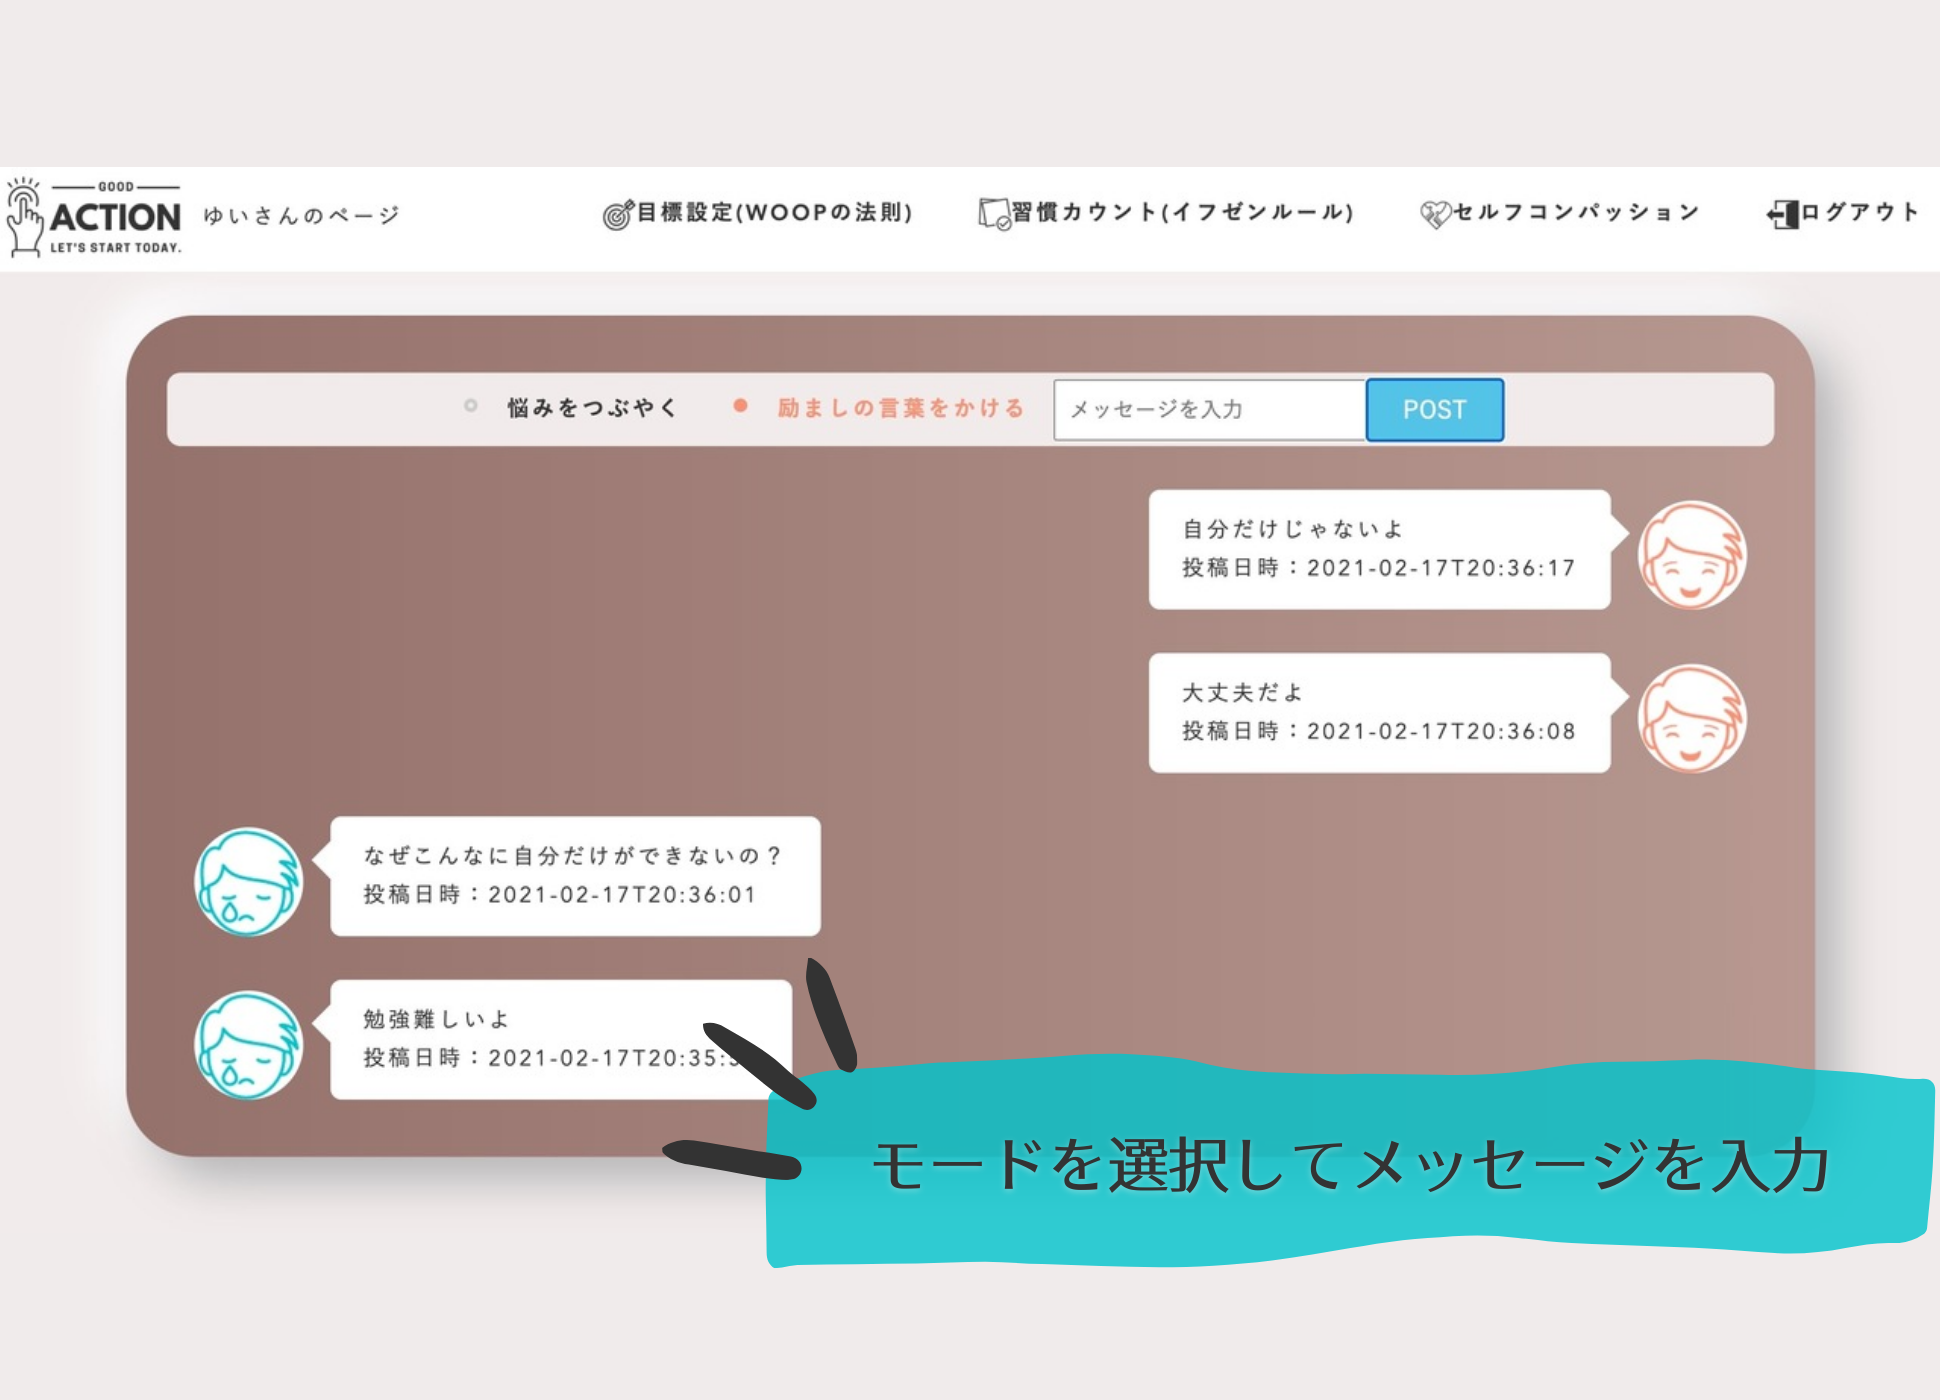 GOOD
ACTION
LET'S START TODAY.
ゆいさんのページ
目標設定(WOOPの法則)
習慣カウント(イフゼンルール)
セルフコンパッション
ログアウト
悩みをつぶやく
励ましの言葉をかける
メッセージを入力
POST
自分だけじゃないよ
投稿日時：2021-02-17T20:36:17
大丈夫だよ
投稿日時：2021-02-17T20:36:08
なぜこんなに自分だけができないの？
投稿日時：2021-02-17T20:36:01
勉強難しいよ
投稿日時：2021-02-17T20:35:
モードを選択してメッセージを入力